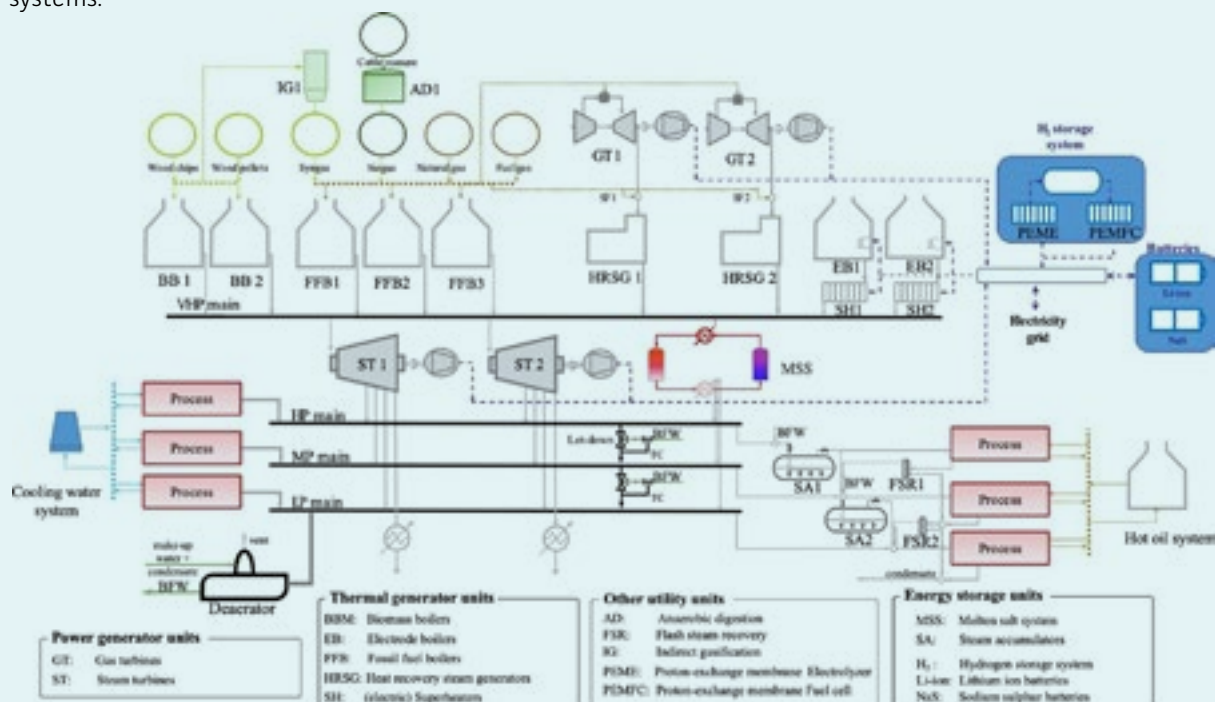 systems.
Cattle manure
IG1
AD1
Wood chips
Wood pellets
Syngas
Natural gas
Fuel gas
GT1
GT2
SF1
SF2
H₂ storage
system
PEME
PEMFC
Batteries
Li-ion
NaS
BB 1
BB 2
FFB1
FFB2
FFB3
HRSG 1
HRSG 2
EB1
EB2
SH1
SH2
VHP main
Electricity
grid
ST 1
ST 2
MSS
Process
HP main
Process
MP main
Process
LP main
Cooling water
system
Let-down
BFW
BFW
BFW
SA1
BFW
FSR1
SA2
FSR2
Process
Process
Process
Hot oil system
condensate
make-up
water +
condensate
vent
BFW
Deaerator
Power generator units
GT: Gas turbines
ST: Steam turbines
Thermal generator units
BBM: Biomass boilers
EB: Electrode boilers
FFB: Fossil fuel boilers
HRSG: Heat recovery steam generators
SH: (electric) Superheaters
Other utility units
AD: Anaerobic digestion
FSR: Flash steam recovery
IG: Indirect gasification
PEME: Proton-exchange membrane Electrolyzer
PEMFC: Proton-exchange membrane Fuel cell
Energy storage units
MSS: Molten salt system
SA: Steam accumulators
H₂: Hydrogen storage system
Li-ion: Lithium ion batteries
NaS: Sodium sulphur batteries